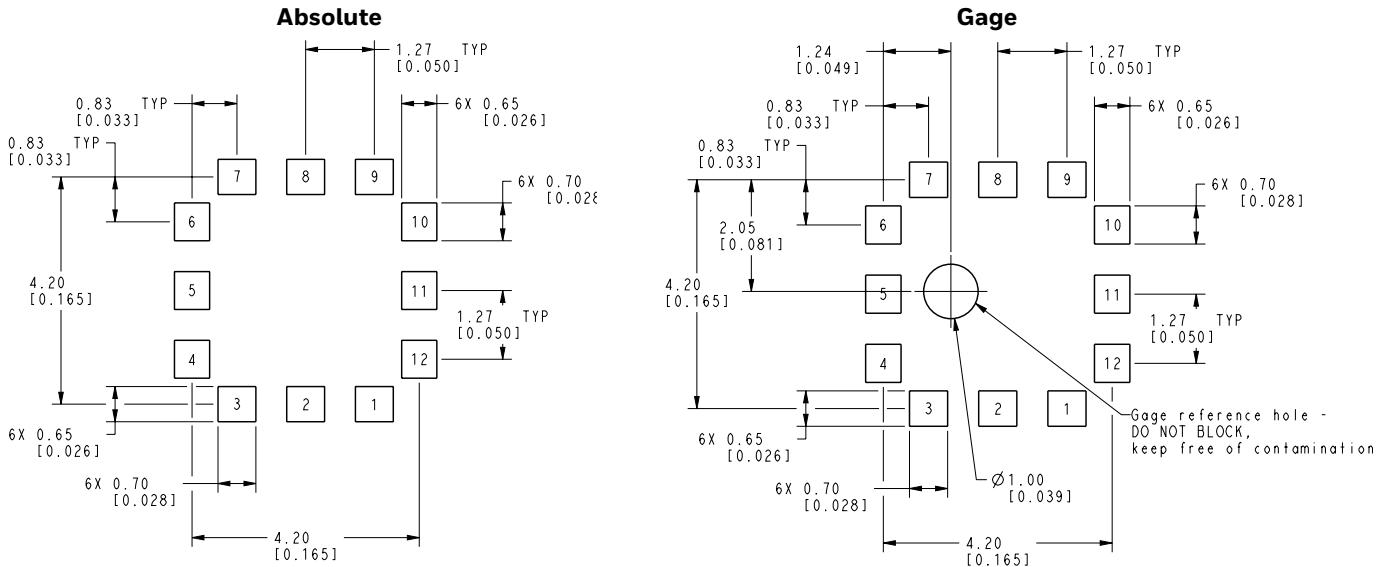 Absolute
1.27 TYP
[0.050]
0.83 TYP
[0.033]
6X 0.65
[0.026]
0.83 TYP
[0.033]
7
8
9
6X 0.70
[0.028
6
10
4.20
[0.165]
5
11
1.27 TYP
[0.050]
4
12
3
2
1
6X 0.65
[0.026]
6X 0.70
[0.028]
4.20
[0.165]
Gage
1.24
[0.049]
1.27 TYP
[0.050]
0.83 TYP
[0.033]
6X 0.65
[0.026]
0.83 TYP
[0.033]
7
8
9
6X 0.70
[0.028]
6
10
2.05
[0.081]
4.20
[0.165]
5
11
1.27 TYP
[0.050]
4
12
3
2
1
Gage reference hole -
DO NOT BLOCK,
keep free of contamination
6X 0.65
[0.026]
6X 0.70
[0.028]
Ø1.00
[0.039]
4.20
[0.165]